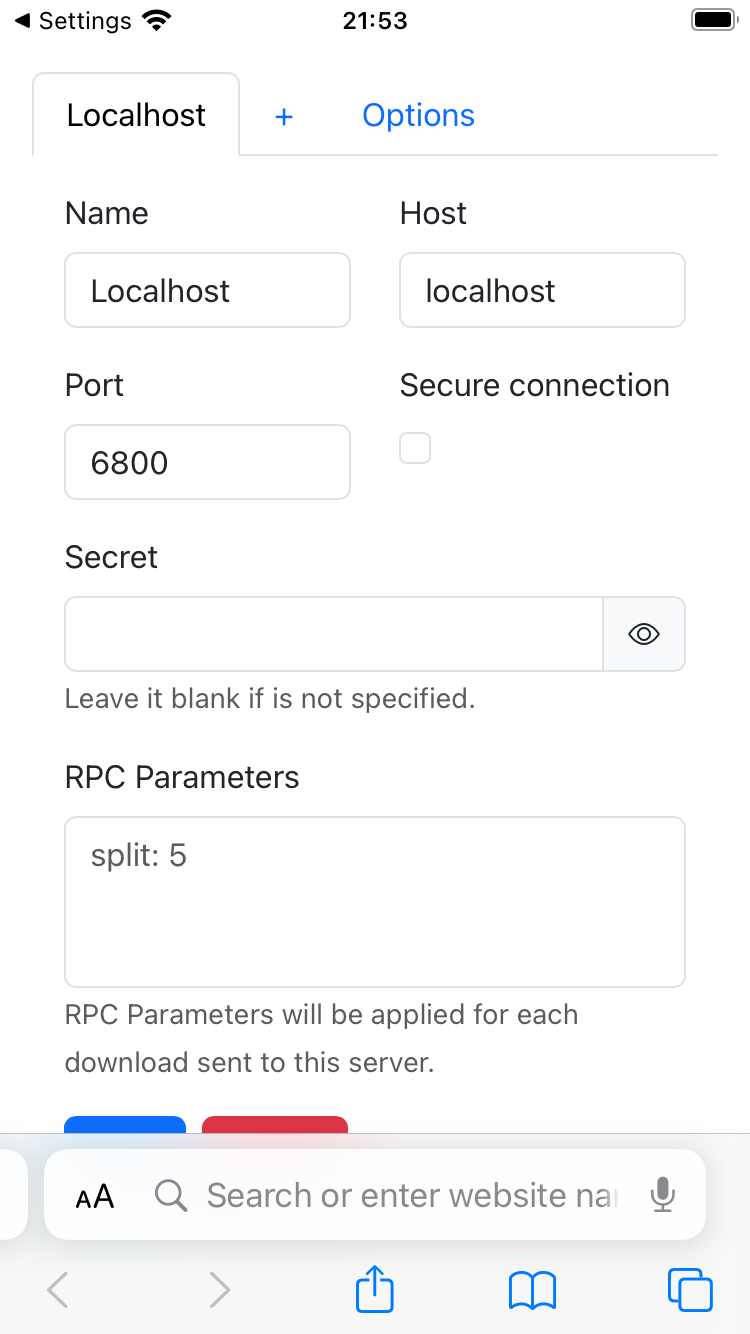 Settings 21:53
Localhost + Options
Name Host
Localhost localhost
Port Secure connection
6800
Secret
Leave it blank if is not specified.
RPC Parameters
split: 5
RPC Parameters will be applied for each
download sent to this server.
AA Search or enter website nar